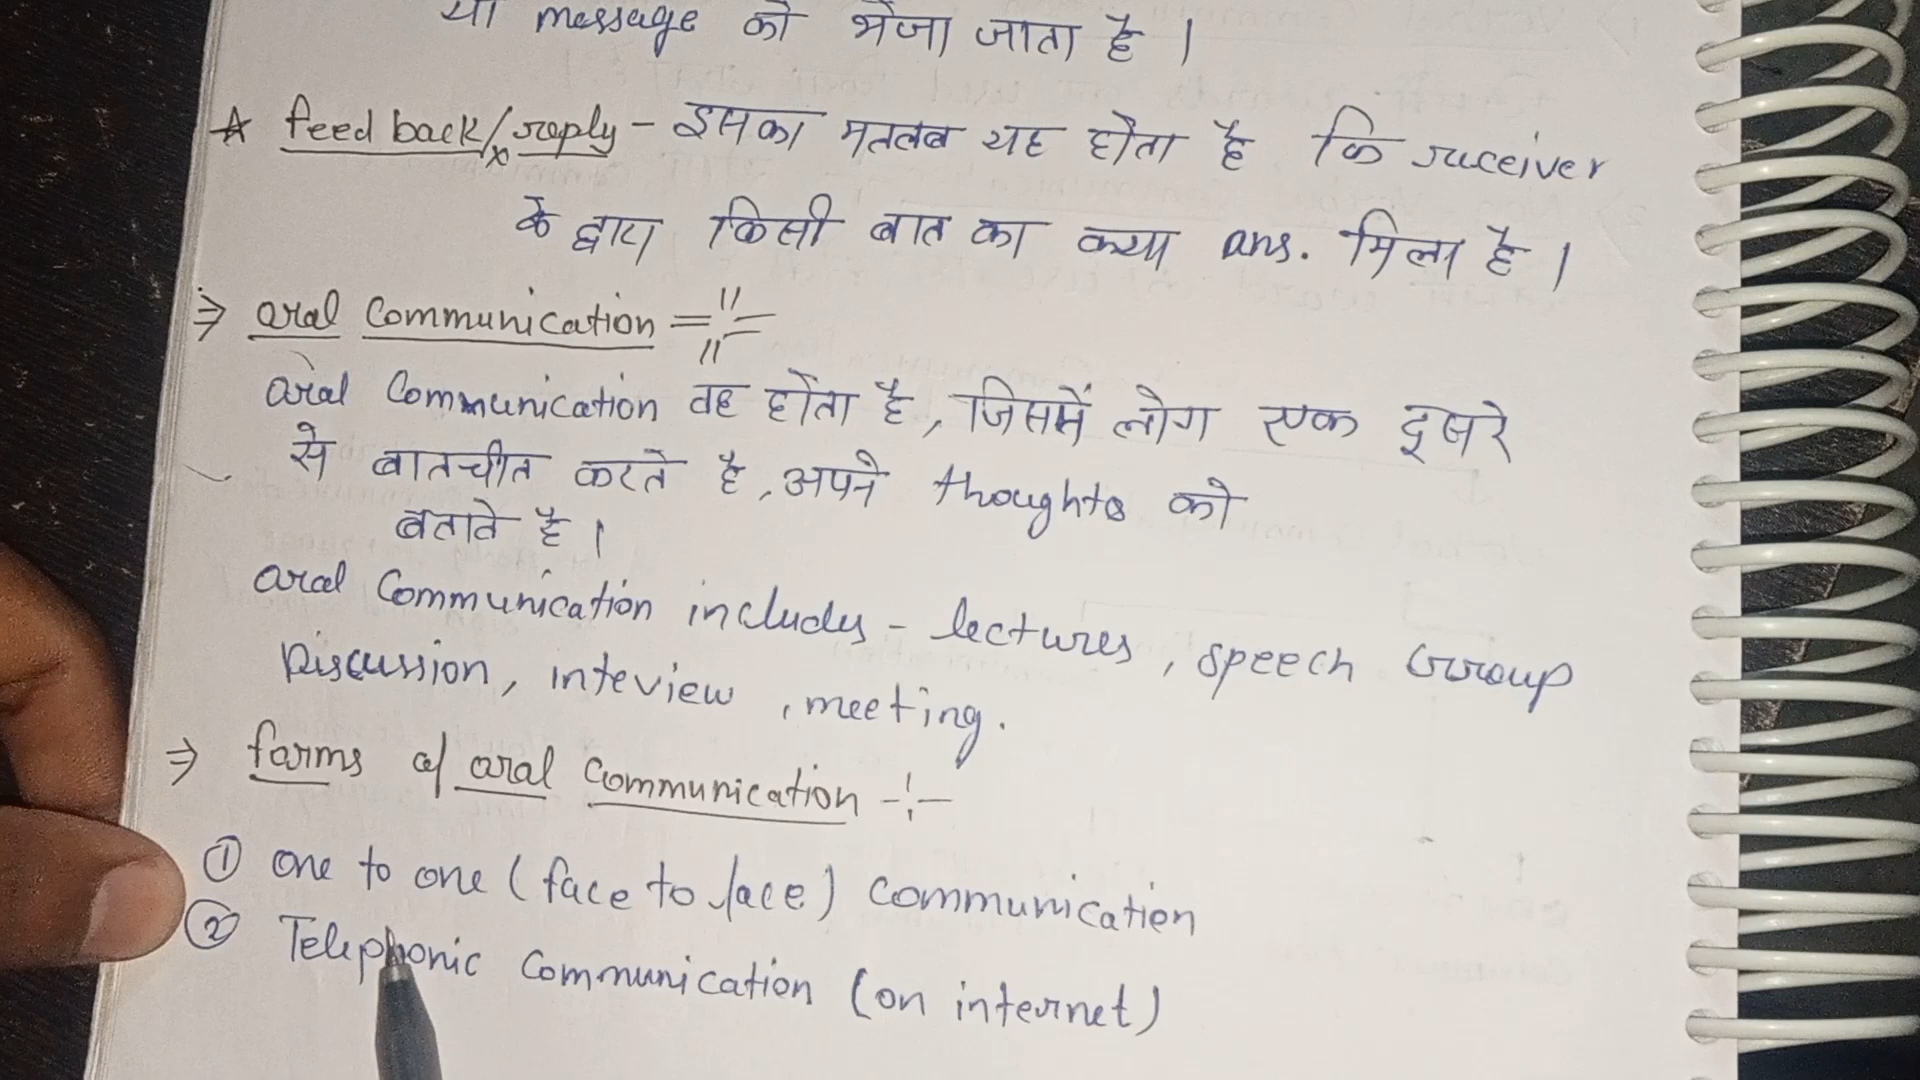 या message को भेजा जाता है ।
☆ feed back/reply - इसका मतलब यह होता है कि receiver
के द्वारा किसी बात का क्या ans. मिला है ।
⇒ oral Communication =
oral Communication वह होता है, जिसमें लोग एक दूसरे
से बातचीत करते है, अपने thoughts को
बताते है ।
oral Communication includes - lectures, speech Group
Discussion, inteview, meeting.
⇒ forms of oral Communication -:-
① one to one (face to face) Communication
② Telephonic Communication (on internet)